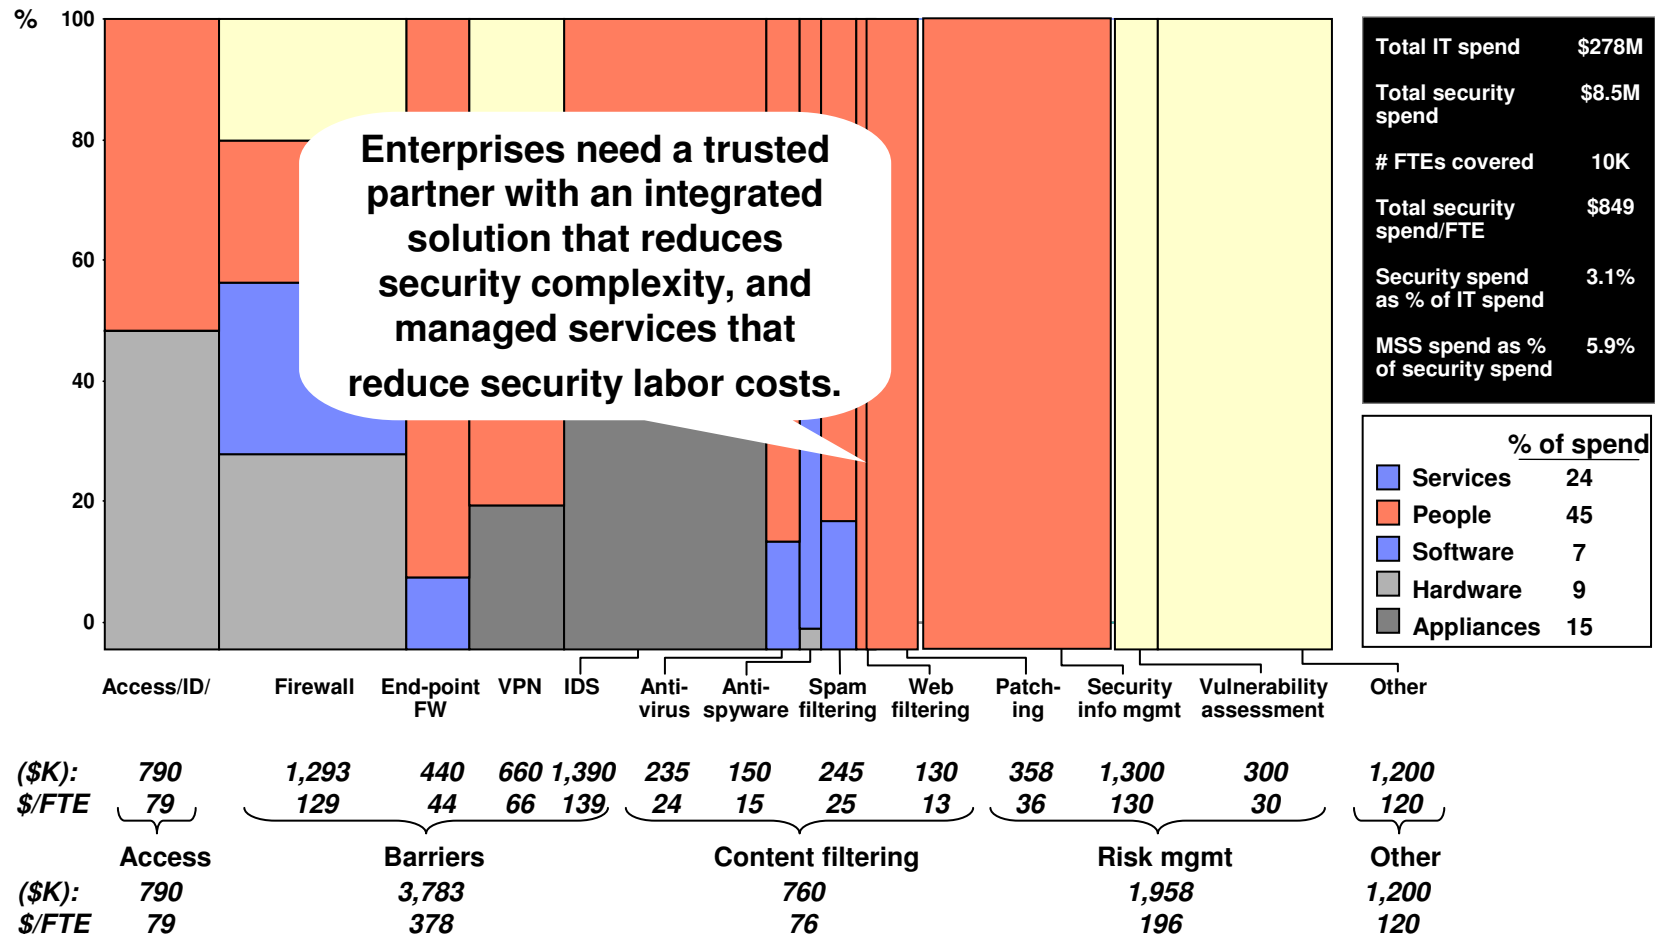 %
100
80
60
40
20
0
Enterprises need a trusted
partner with an integrated
solution that reduces
security complexity, and
managed services that
reduce security labor costs.
Total IT spend $278M
Total security
spend $8.5M
# FTEs covered 10K
Total security
spend/FTE $849
Security spend
as % of IT spend 3.1%
MSS spend as %
of security spend 5.9%
% of spend
Services 24
People 45
Software 7
Hardware 9
Appliances 15
Access/ID/
Firewall
End-point
FW
VPN
IDS
Anti-
virus
Anti-
spyware
Spam
filtering
Web
filtering
Patch-
ing
Security
info mgmt
Vulnerability
assessment
Other
($K): 790 1,293 440 660 1,390 235 150 245 130 358 1,300 300 1,200
$/FTE 79 129 44 66 139 24 15 25 13 36 130 30 120
Access Barriers Content filtering Risk mgmt Other
($K): 790 3,783 760 1,958 1,200
$/FTE 79 378 76 196 120